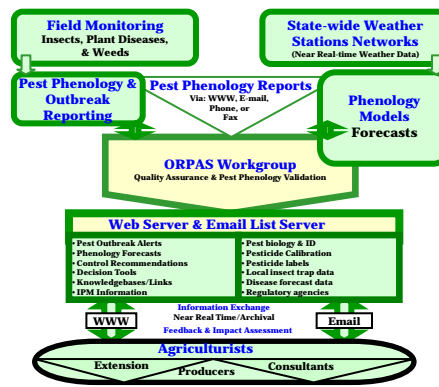 Field Monitoring
Insects, Plant Diseases,
& Weeds
State-wide Weather
Stations Networks
(Near Real-time Weather Data)
Pest Phenology &
Outbreak
Reporting
Pest Phenology Reports
Via: WWW, E-mail,
Phone, or
Fax
Phenology
Models
Forecasts
ORPAS Workgroup
Quality Assurance & Pest Phenology Validation
Web Server & Email List Server
• Pest Outbreak Alerts
• Phenology Forecasts
• Control Recommendations
• Decision Tools
• Knowledgebases/Links
• IPM Information
• Pest biology & ID
• Pesticide Calibration
• Pesticide labels
• Local insect trap data
• Disease forecast data
• Regulatory agencies
WWW
Information Exchange
Near Real Time/Archival
Feedback & Impact Assessment
Email
Agriculturists
Extension
Producers
Consultants